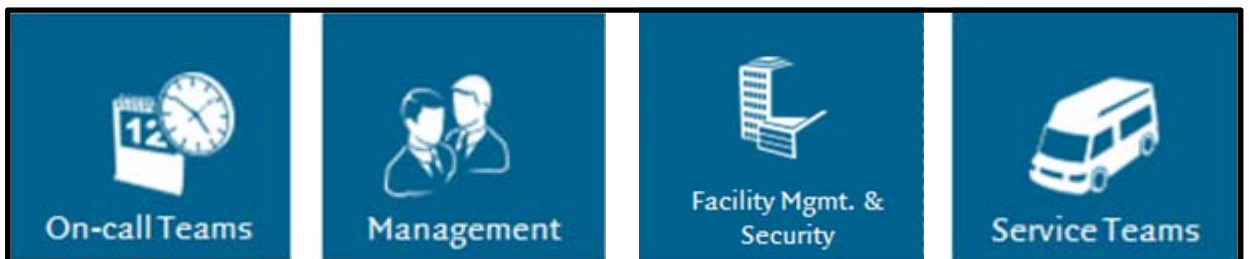 12
On-call Teams
Management
Facility Mgmt. &
Security
Service Teams